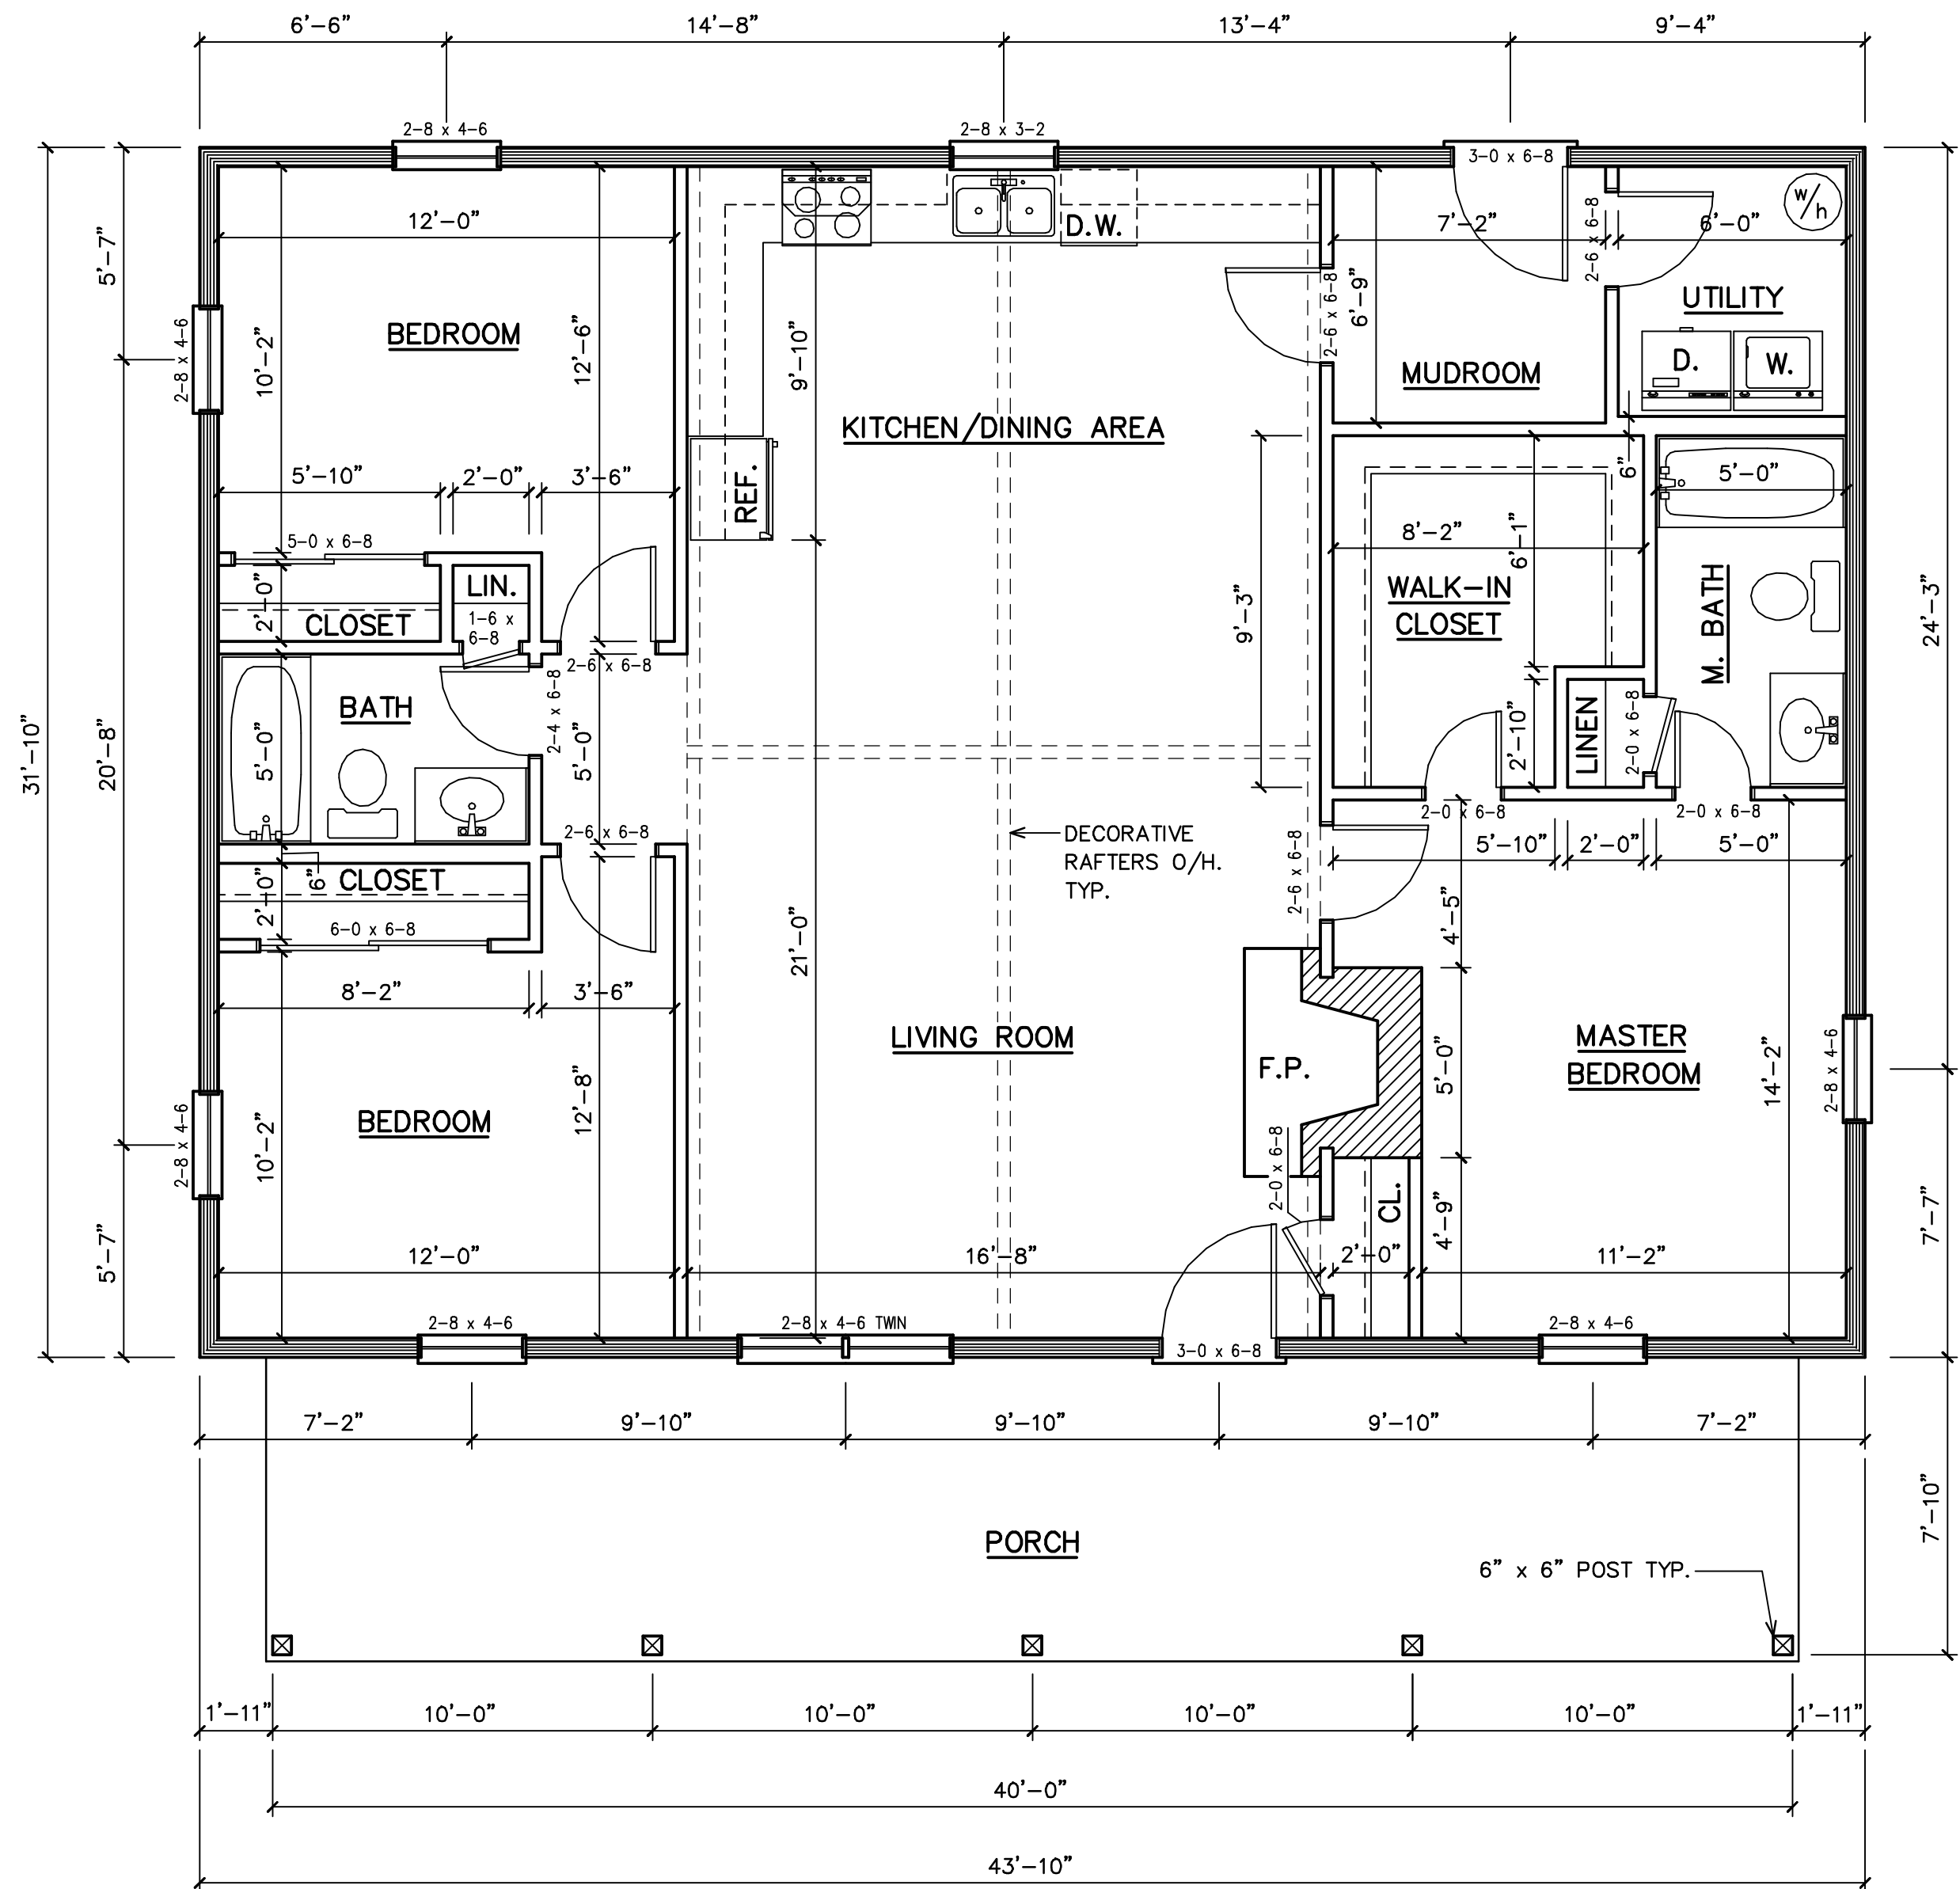 6'-6"
14'-8"
13'-4"
9'-4"
2-8 x 4-6
2-8 x 3-2
3-0 x 6-8
w/h
12'-0"
D.W.
7'-2"
2-6 x 6-8
6'-0"
5'-7"
10'-2"
12'-6"
9'-10"
2-6 x 6-8
6'-9"
UTILITY
2-8 x 4-6
BEDROOM
D.
W.
MUDROOM
KITCHEN/DINING AREA
5'-10"
2'-0"
3'-6"
REF.
6"
5'-0"
5-0 x 6-8
8'-2"
6'-1"
2'-0"
LIN.
WALK-IN
CLOSET
CLOSET
1-6 x
6-8
9'-3"
M. BATH
24'-3"
2-6 x 6-8
31'-10"
20'-8"
BATH
2-4 x 6-8
5'-0"
5'-0"
2'-10"
LINEN
2-0 x 6-8
2-6 x 6-8
2-0 x 6-8
2-0 x 6-8
DECORATIVE
RAFTERS O/H.
TYP.
5'-10"
2'-0"
5'-0"
6"
CLOSET
2'-0"
2-6 x 6-8
4'-5"
6-0 x 6-8
21'-0"
8'-2"
3'-6"
LIVING ROOM
F.P.
5'-0"
MASTER
BEDROOM
14'-2"
2-8 x 4-6
BEDROOM
12'-8"
10'-2"
2-8 x 4-6
2-0 x 6-8
CL.
4'-9"
5'-7"
7'-7"
12'-0"
16'-8"
2'-0"
11'-2"
2-8 x 4-6
2-8 x 4-6 TWIN
3-0 x 6-8
2-8 x 4-6
7'-2"
9'-10"
9'-10"
9'-10"
7'-2"
7'-10"
PORCH
6" x 6" POST TYP.
1'-11"
10'-0"
10'-0"
10'-0"
10'-0"
1'-11"
40'-0"
43'-10"